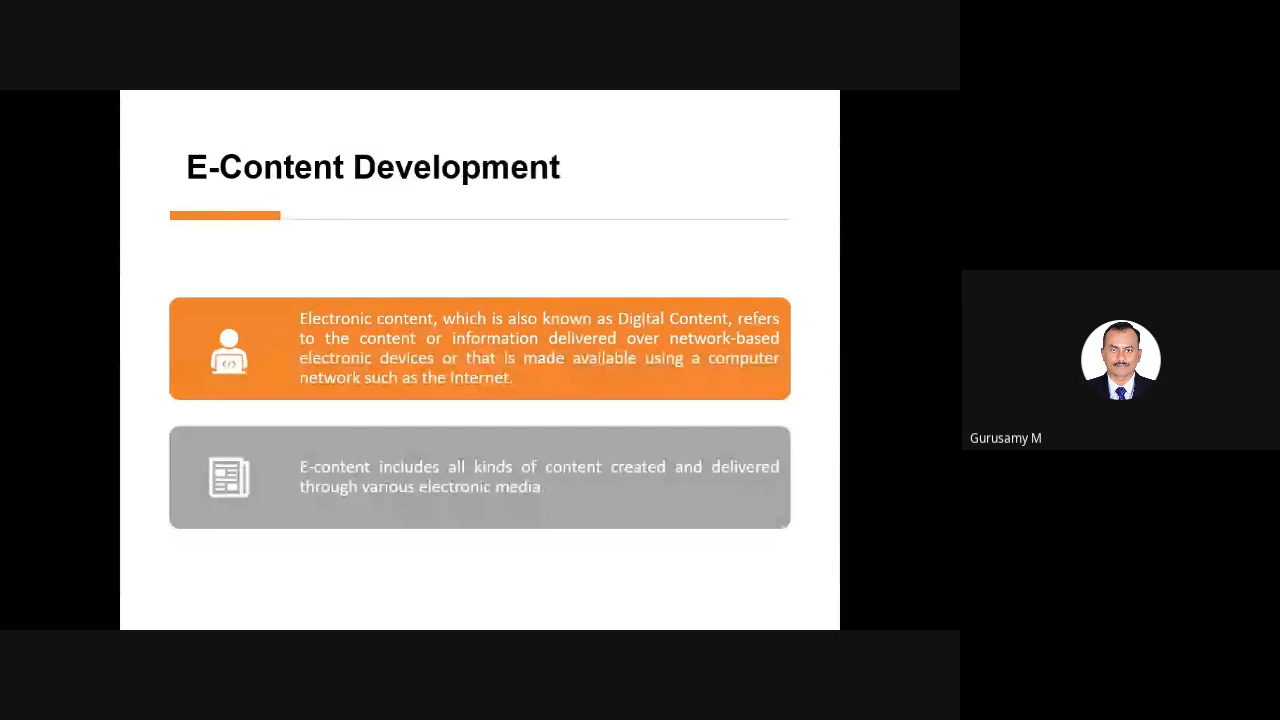 E-Content Development
Electronic content, which is also known as Digital Content, refers
to the content or information delivered over network-based
electronic devices or that is made available using a computer
network such as the Internet.
E-content includes all kinds of content created and delivered
through various electronic media
Gurusamy M